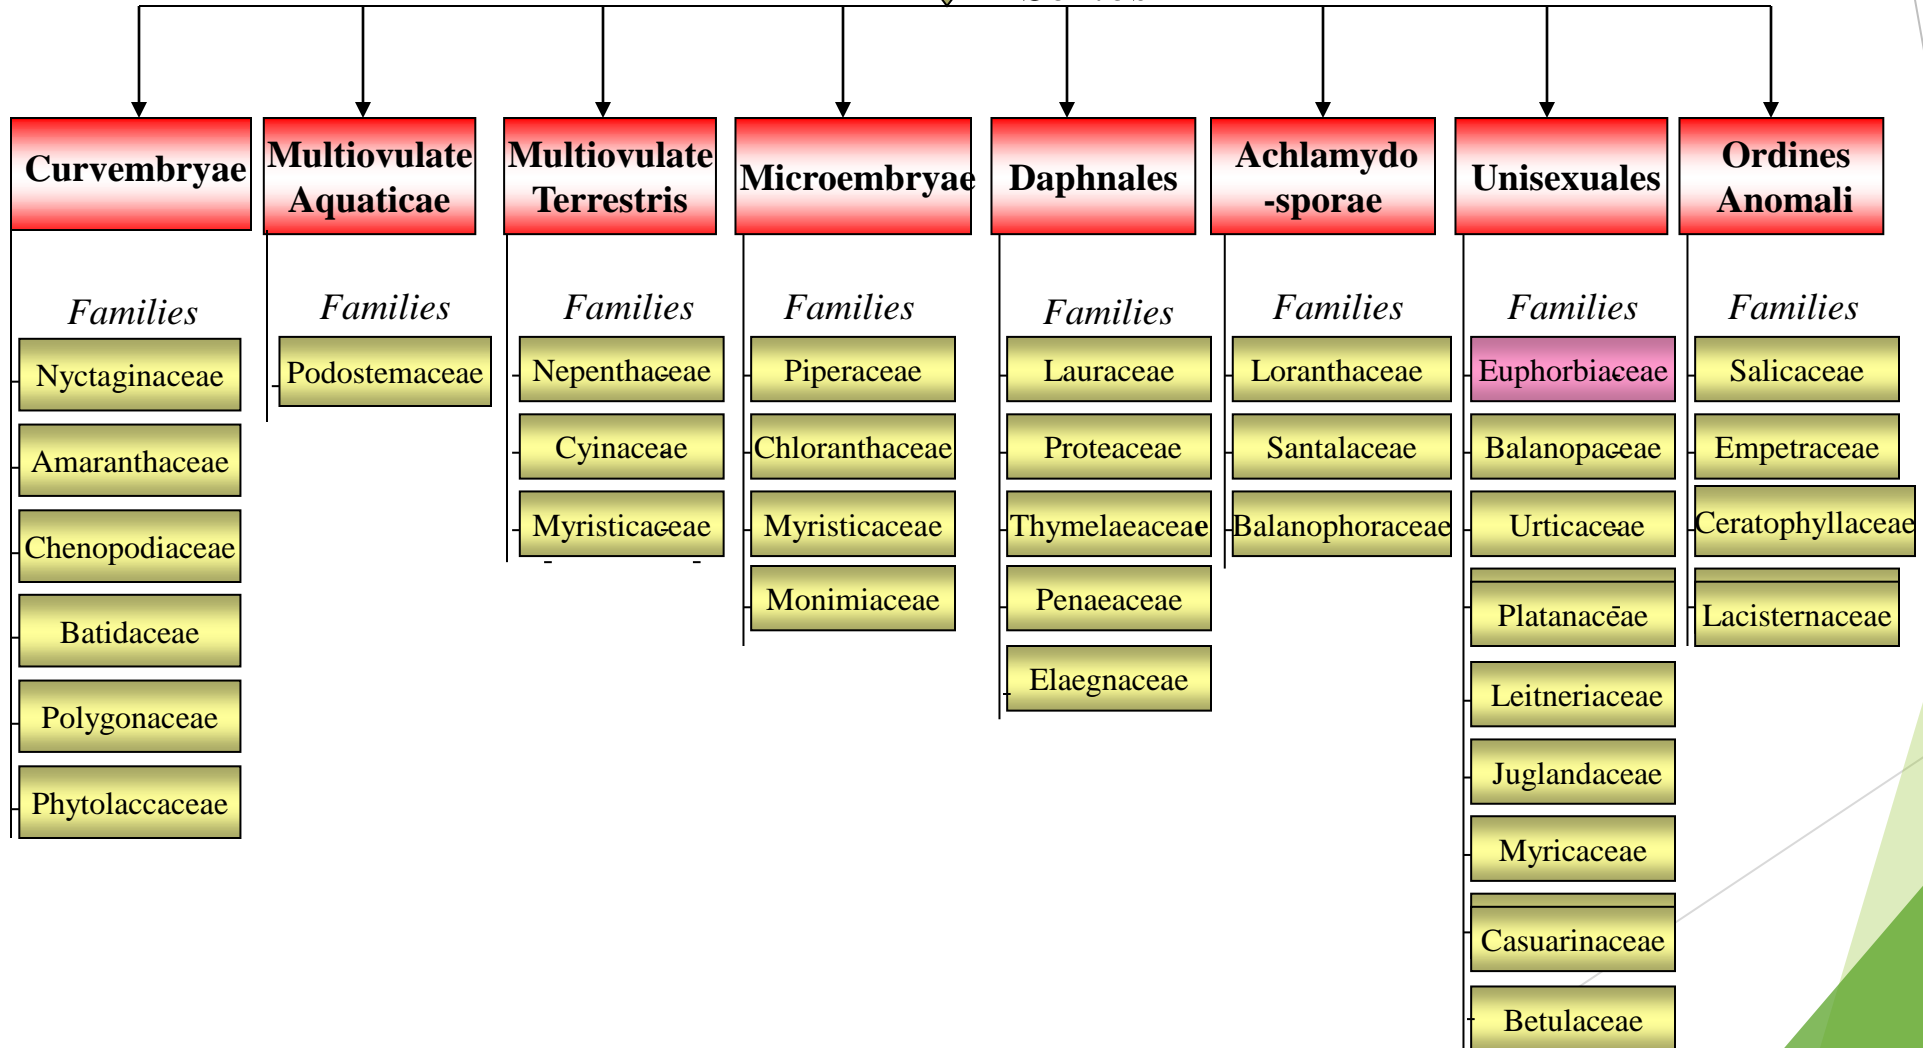 Curvembryae
Multiovulate
Aquaticae
Multiovulate
Terrestris
Microembryae
Daphnales
Achlamydo
-sporae
Unisexuales
Ordines
Anomali
Families
Nyctaginaceae
Amaranthaceae
Chenopodiaceae
Batidaceae
Polygonaceae
Phytolaccaceae
Families
Podostemaceae
Families
Nepenthaceae
Cyinaceae
Myristicaceae
Families
Piperaceae
Chloranthaceae
Myristicaceae
Monimiaceae
Families
Lauraceae
Proteaceae
Thymelaeaceae
Penaeaceae
Elaegnaceae
Families
Loranthaceae
Santalaceae
Balanophoraceae
Families
Euphorbiaceae
Balanopaceae
Urticaceae
Platanaceae
Leitneriaceae
Juglandaceae
Myricaceae
Casuarinaceae
Betulaceae
Families
Salicaceae
Empetraceae
Ceratophyllaceae
Lacisternaceae